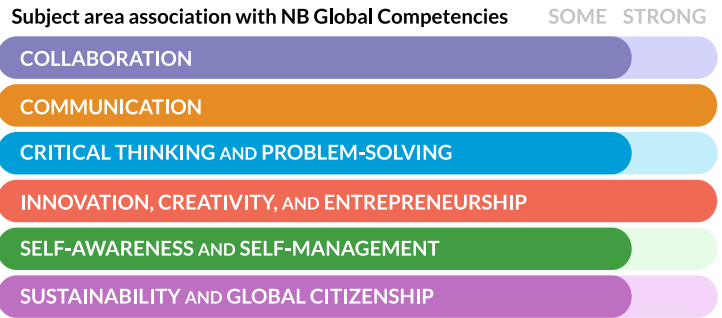 Subject area association with NB Global Competencies SOME STRONG
COLLABORATION
COMMUNICATION
CRITICAL THINKING AND PROBLEM-SOLVING
INNOVATION, CREATIVITY, AND ENTREPRENEURSHIP
SELF-AWARENESS AND SELF-MANAGEMENT
SUSTAINABILITY AND GLOBAL CITIZENSHIP